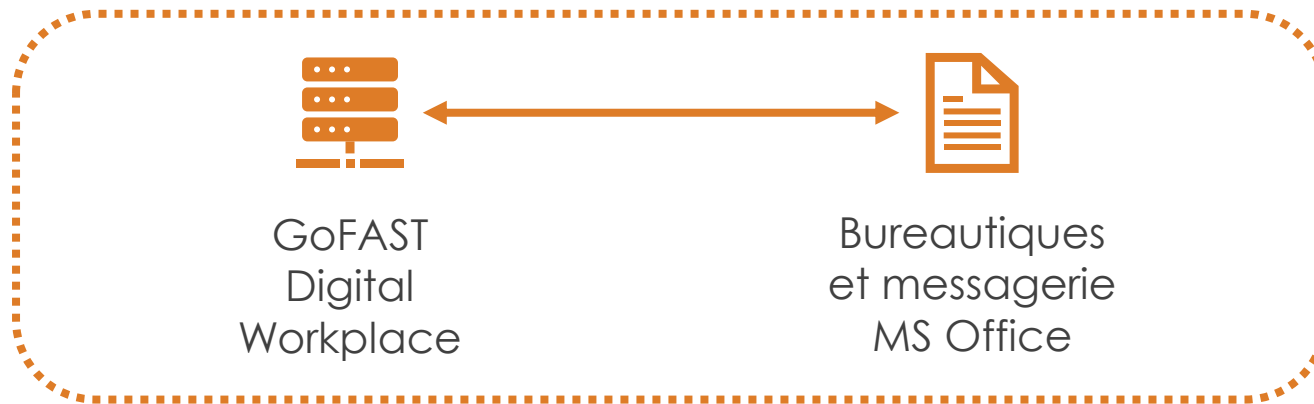 GoFAST
Digital
Workplace
Bureautiques
et messagerie
MS Office